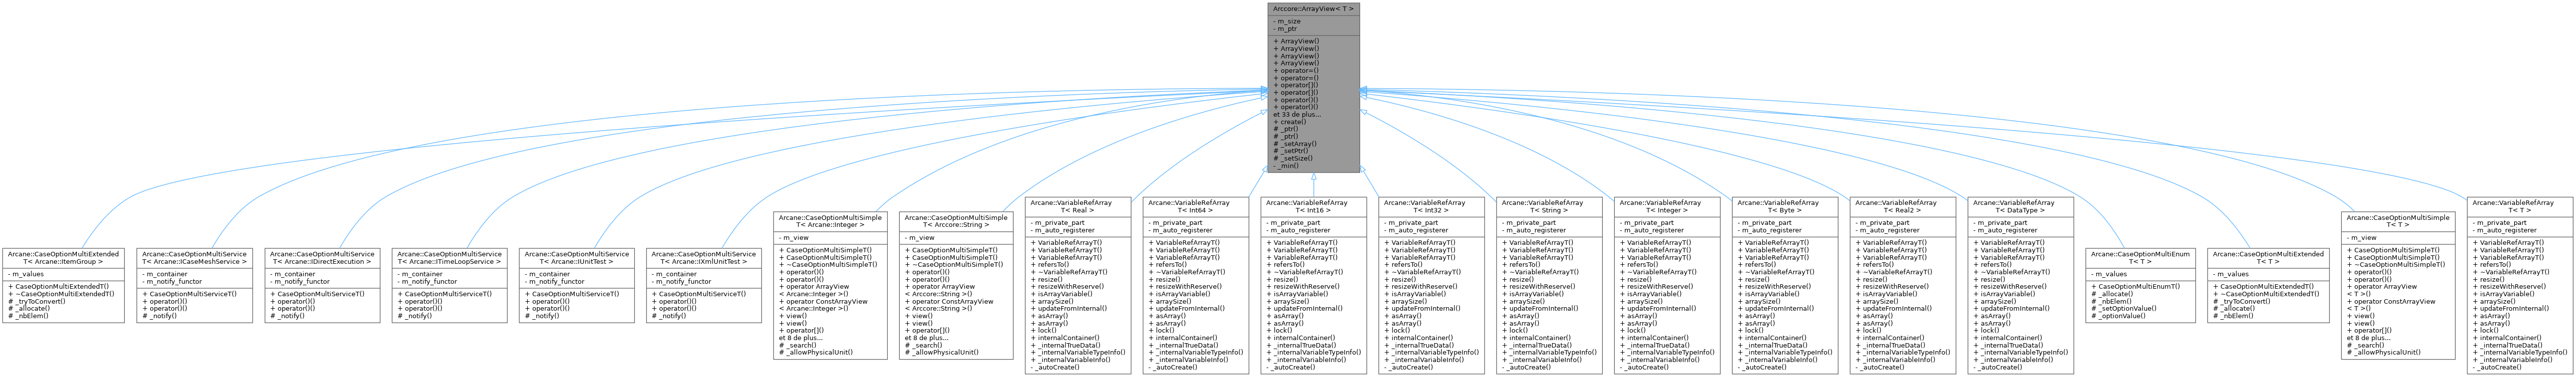 Arccore::ArrayView< T >
- m_size
- m_ptr
+ ArrayView()
+ ArrayView()
+ ArrayView()
+ ArrayView()
+ operator=()
+ operator=()
+ operator[]()
+ operator[]()
+ operator()()
+ operator()()
et 33 de plus...
+ create()
# _ptr()
# _ptr()
# _setArray()
# _setPtr()
# _setSize()
- _min()
Arcane::CaseOptionMultiExtended
T< Arcane::ItemGroup >
- m_values
+ CaseOptionMultiExtendedT()
+ ~CaseOptionMultiExtendedT()
# _tryToConvert()
# _allocate()
# _nbElem()
Arcane::CaseOptionMultiService
T< Arcane::ICaseMeshService >
- m_container
- m_notify_functor
+ CaseOptionMultiServiceT()
+ operator()()
+ operator()()
# _notify()
Arcane::CaseOptionMultiService
T< Arcane::IDirectExecution >
- m_container
- m_notify_functor
+ CaseOptionMultiServiceT()
+ operator()()
+ operator()()
# _notify()
Arcane::CaseOptionMultiService
T< Arcane::ITimeLoopService >
- m_container
- m_notify_functor
+ CaseOptionMultiServiceT()
+ operator()()
+ operator()()
# _notify()
Arcane::CaseOptionMultiService
T< Arcane::IUnitTest >
- m_container
- m_notify_functor
+ CaseOptionMultiServiceT()
+ operator()()
+ operator()()
# _notify()
Arcane::CaseOptionMultiService
T< Arcane::IXmlUnitTest >
- m_container
- m_notify_functor
+ CaseOptionMultiServiceT()
+ operator()()
+ operator()()
# _notify()
Arcane::CaseOptionMultiSimple
T< Arcane::Integer >
- m_view
+ CaseOptionMultiSimpleT()
+ CaseOptionMultiSimpleT()
+ ~CaseOptionMultiSimpleT()
+ operator()()
+ operator()()
+ operator ArrayView
< Arcane::Integer >()
+ operator ConstArrayView
< Arcane::Integer >()
+ view()
+ view()
+ operator[]()
et 8 de plus...
# _search()
# _allowPhysicalUnit()
Arcane::CaseOptionMultiSimple
T< Arccore::String >
- m_view
+ CaseOptionMultiSimpleT()
+ CaseOptionMultiSimpleT()
+ ~CaseOptionMultiSimpleT()
+ operator()()
+ operator()()
+ operator ArrayView
< Arccore::String >()
+ operator ConstArrayView
< Arccore::String >()
+ view()
+ view()
+ operator[]()
et 8 de plus...
# _search()
# _allowPhysicalUnit()
Arcane::VariableRefArray
T< Real >
- m_private_part
- m_auto_registerer
+ VariableRefArrayT()
+ VariableRefArrayT()
+ VariableRefArrayT()
+ refersTo()
+ ~VariableRefArrayT()
+ resize()
+ resizeWithReserve()
+ isArrayVariable()
+ arraySize()
+ updateFromInternal()
+ asArray()
+ asArray()
+ lock()
+ internalContainer()
+ _internalTrueData()
+ _internalVariableTypeInfo()
+ _internalVariableInfo()
- _autoCreate()
Arcane::VariableRefArray
T< Int64 >
- m_private_part
- m_auto_registerer
+ VariableRefArrayT()
+ VariableRefArrayT()
+ VariableRefArrayT()
+ refersTo()
+ ~VariableRefArrayT()
+ resize()
+ resizeWithReserve()
+ isArrayVariable()
+ arraySize()
+ updateFromInternal()
+ asArray()
+ asArray()
+ lock()
+ internalContainer()
+ _internalTrueData()
+ _internalVariableTypeInfo()
+ _internalVariableInfo()
- _autoCreate()
Arcane::VariableRefArray
T< Int16 >
- m_private_part
- m_auto_registerer
+ VariableRefArrayT()
+ VariableRefArrayT()
+ VariableRefArrayT()
+ refersTo()
+ ~VariableRefArrayT()
+ resize()
+ resizeWithReserve()
+ isArrayVariable()
+ arraySize()
+ updateFromInternal()
+ asArray()
+ asArray()
+ lock()
+ internalContainer()
+ _internalTrueData()
+ _internalVariableTypeInfo()
+ _internalVariableInfo()
- _autoCreate()
Arcane::VariableRefArray
T< Int32 >
- m_private_part
- m_auto_registerer
+ VariableRefArrayT()
+ VariableRefArrayT()
+ VariableRefArrayT()
+ refersTo()
+ ~VariableRefArrayT()
+ resize()
+ resizeWithReserve()
+ isArrayVariable()
+ arraySize()
+ updateFromInternal()
+ asArray()
+ asArray()
+ lock()
+ internalContainer()
+ _internalTrueData()
+ _internalVariableTypeInfo()
+ _internalVariableInfo()
- _autoCreate()
Arcane::VariableRefArray
T< String >
- m_private_part
- m_auto_registerer
+ VariableRefArrayT()
+ VariableRefArrayT()
+ VariableRefArrayT()
+ refersTo()
+ ~VariableRefArrayT()
+ resize()
+ resizeWithReserve()
+ isArrayVariable()
+ arraySize()
+ updateFromInternal()
+ asArray()
+ asArray()
+ lock()
+ internalContainer()
+ _internalTrueData()
+ _internalVariableTypeInfo()
+ _internalVariableInfo()
- _autoCreate()
Arcane::VariableRefArray
T< Integer >
- m_private_part
- m_auto_registerer
+ VariableRefArrayT()
+ VariableRefArrayT()
+ VariableRefArrayT()
+ refersTo()
+ ~VariableRefArrayT()
+ resize()
+ resizeWithReserve()
+ isArrayVariable()
+ arraySize()
+ updateFromInternal()
+ asArray()
+ asArray()
+ lock()
+ internalContainer()
+ _internalTrueData()
+ _internalVariableTypeInfo()
+ _internalVariableInfo()
- _autoCreate()
Arcane::VariableRefArray
T< Byte >
- m_private_part
- m_auto_registerer
+ VariableRefArrayT()
+ VariableRefArrayT()
+ VariableRefArrayT()
+ refersTo()
+ ~VariableRefArrayT()
+ resize()
+ resizeWithReserve()
+ isArrayVariable()
+ arraySize()
+ updateFromInternal()
+ asArray()
+ asArray()
+ lock()
+ internalContainer()
+ _internalTrueData()
+ _internalVariableTypeInfo()
+ _internalVariableInfo()
- _autoCreate()
Arcane::VariableRefArray
T< Real2 >
- m_private_part
- m_auto_registerer
+ VariableRefArrayT()
+ VariableRefArrayT()
+ VariableRefArrayT()
+ refersTo()
+ ~VariableRefArrayT()
+ resize()
+ resizeWithReserve()
+ isArrayVariable()
+ arraySize()
+ updateFromInternal()
+ asArray()
+ asArray()
+ lock()
+ internalContainer()
+ _internalTrueData()
+ _internalVariableTypeInfo()
+ _internalVariableInfo()
- _autoCreate()
Arcane::VariableRefArray
T< DataType >
- m_private_part
- m_auto_registerer
+ VariableRefArrayT()
+ VariableRefArrayT()
+ VariableRefArrayT()
+ refersTo()
+ ~VariableRefArrayT()
+ resize()
+ resizeWithReserve()
+ isArrayVariable()
+ arraySize()
+ updateFromInternal()
+ asArray()
+ asArray()
+ lock()
+ internalContainer()
+ _internalTrueData()
+ _internalVariableTypeInfo()
+ _internalVariableInfo()
- _autoCreate()
Arcane::CaseOptionMultiEnum
T< T >
- m_values
+ CaseOptionMultiEnumT()
# _allocate()
# _nbElem()
# _setOptionValue()
# _optionValue()
Arcane::CaseOptionMultiExtended
T< T >
- m_values
+ CaseOptionMultiExtendedT()
+ ~CaseOptionMultiExtendedT()
# _tryToConvert()
# _allocate()
# _nbElem()
Arcane::CaseOptionMultiSimple
T< T >
- m_view
+ CaseOptionMultiSimpleT()
+ CaseOptionMultiSimpleT()
+ ~CaseOptionMultiSimpleT()
+ operator()()
+ operator()()
+ operator ArrayView
< T >()
+ operator ConstArrayView
< T >()
+ view()
+ view()
+ operator[]()
et 8 de plus...
# _search()
# _allowPhysicalUnit()
Arcane::VariableRefArray
T< T >
- m_private_part
- m_auto_registerer
+ VariableRefArrayT()
+ VariableRefArrayT()
+ VariableRefArrayT()
+ refersTo()
+ ~VariableRefArrayT()
+ resize()
+ resizeWithReserve()
+ isArrayVariable()
+ arraySize()
+ updateFromInternal()
+ asArray()
+ asArray()
+ lock()
+ internalContainer()
+ _internalTrueData()
+ _internalVariableTypeInfo()
+ _internalVariableInfo()
- _autoCreate()